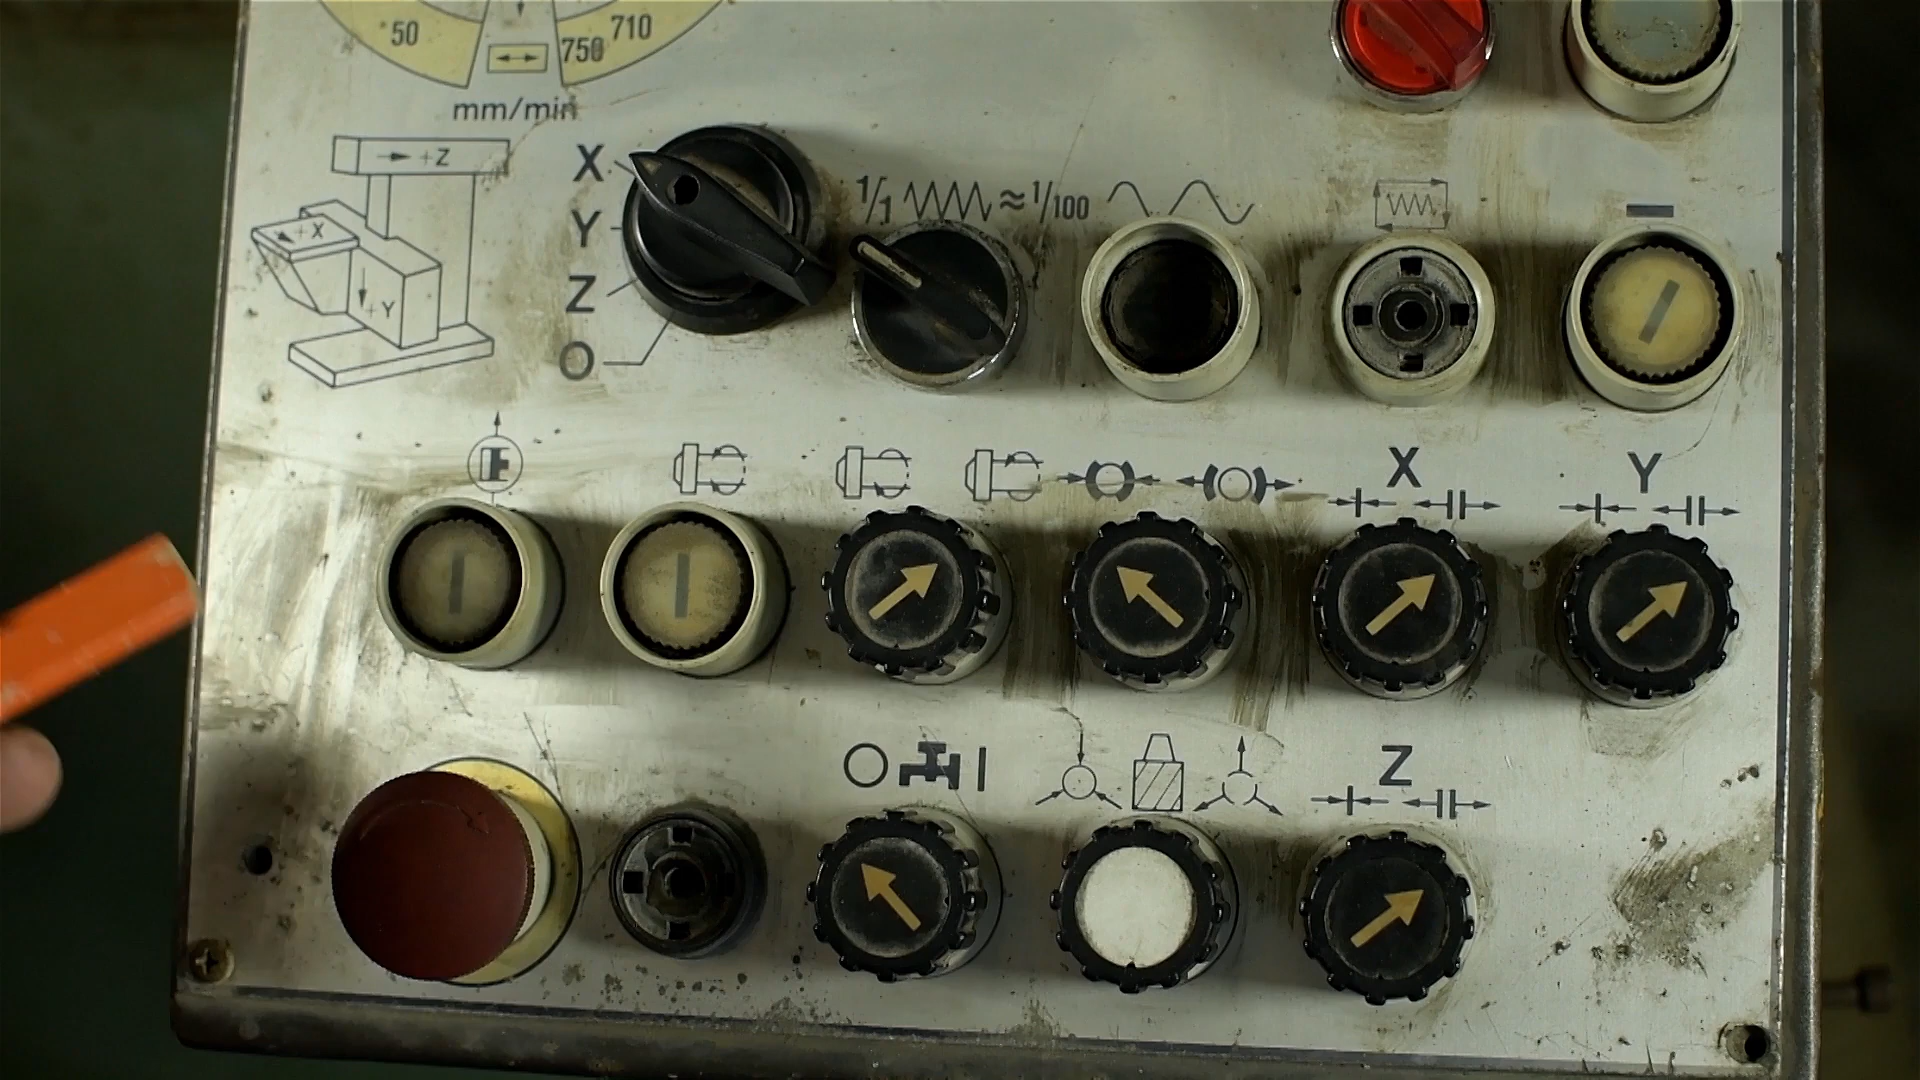 50 710
750
mm/min
+Z
X
1/1 ≈ 1/100
+X
Y
+Y
Z
O
X Y
Z